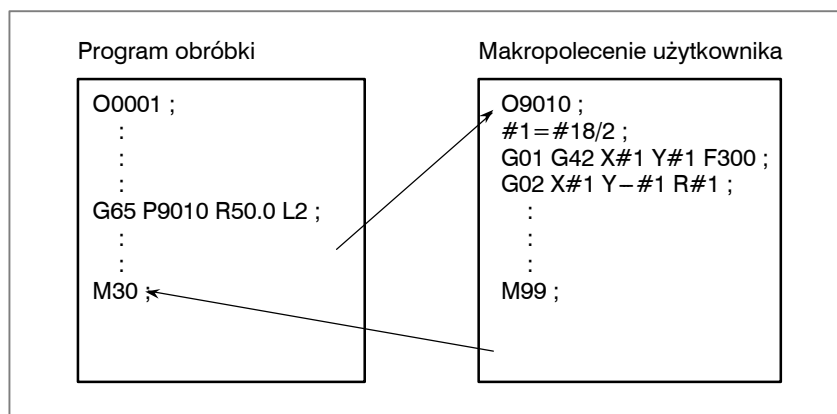 Program obróbki
O0001 ;
:
:
:
G65 P9010 R50.0 L2 ;
:
:
M30 ;
Makropolecenie użytkownika
O9010 ;
#1=#18/2 ;
G01 G42 X#1 Y#1 F300 ;
G02 X#1 Y−#1 R#1 ;
:
:
:
M99 ;